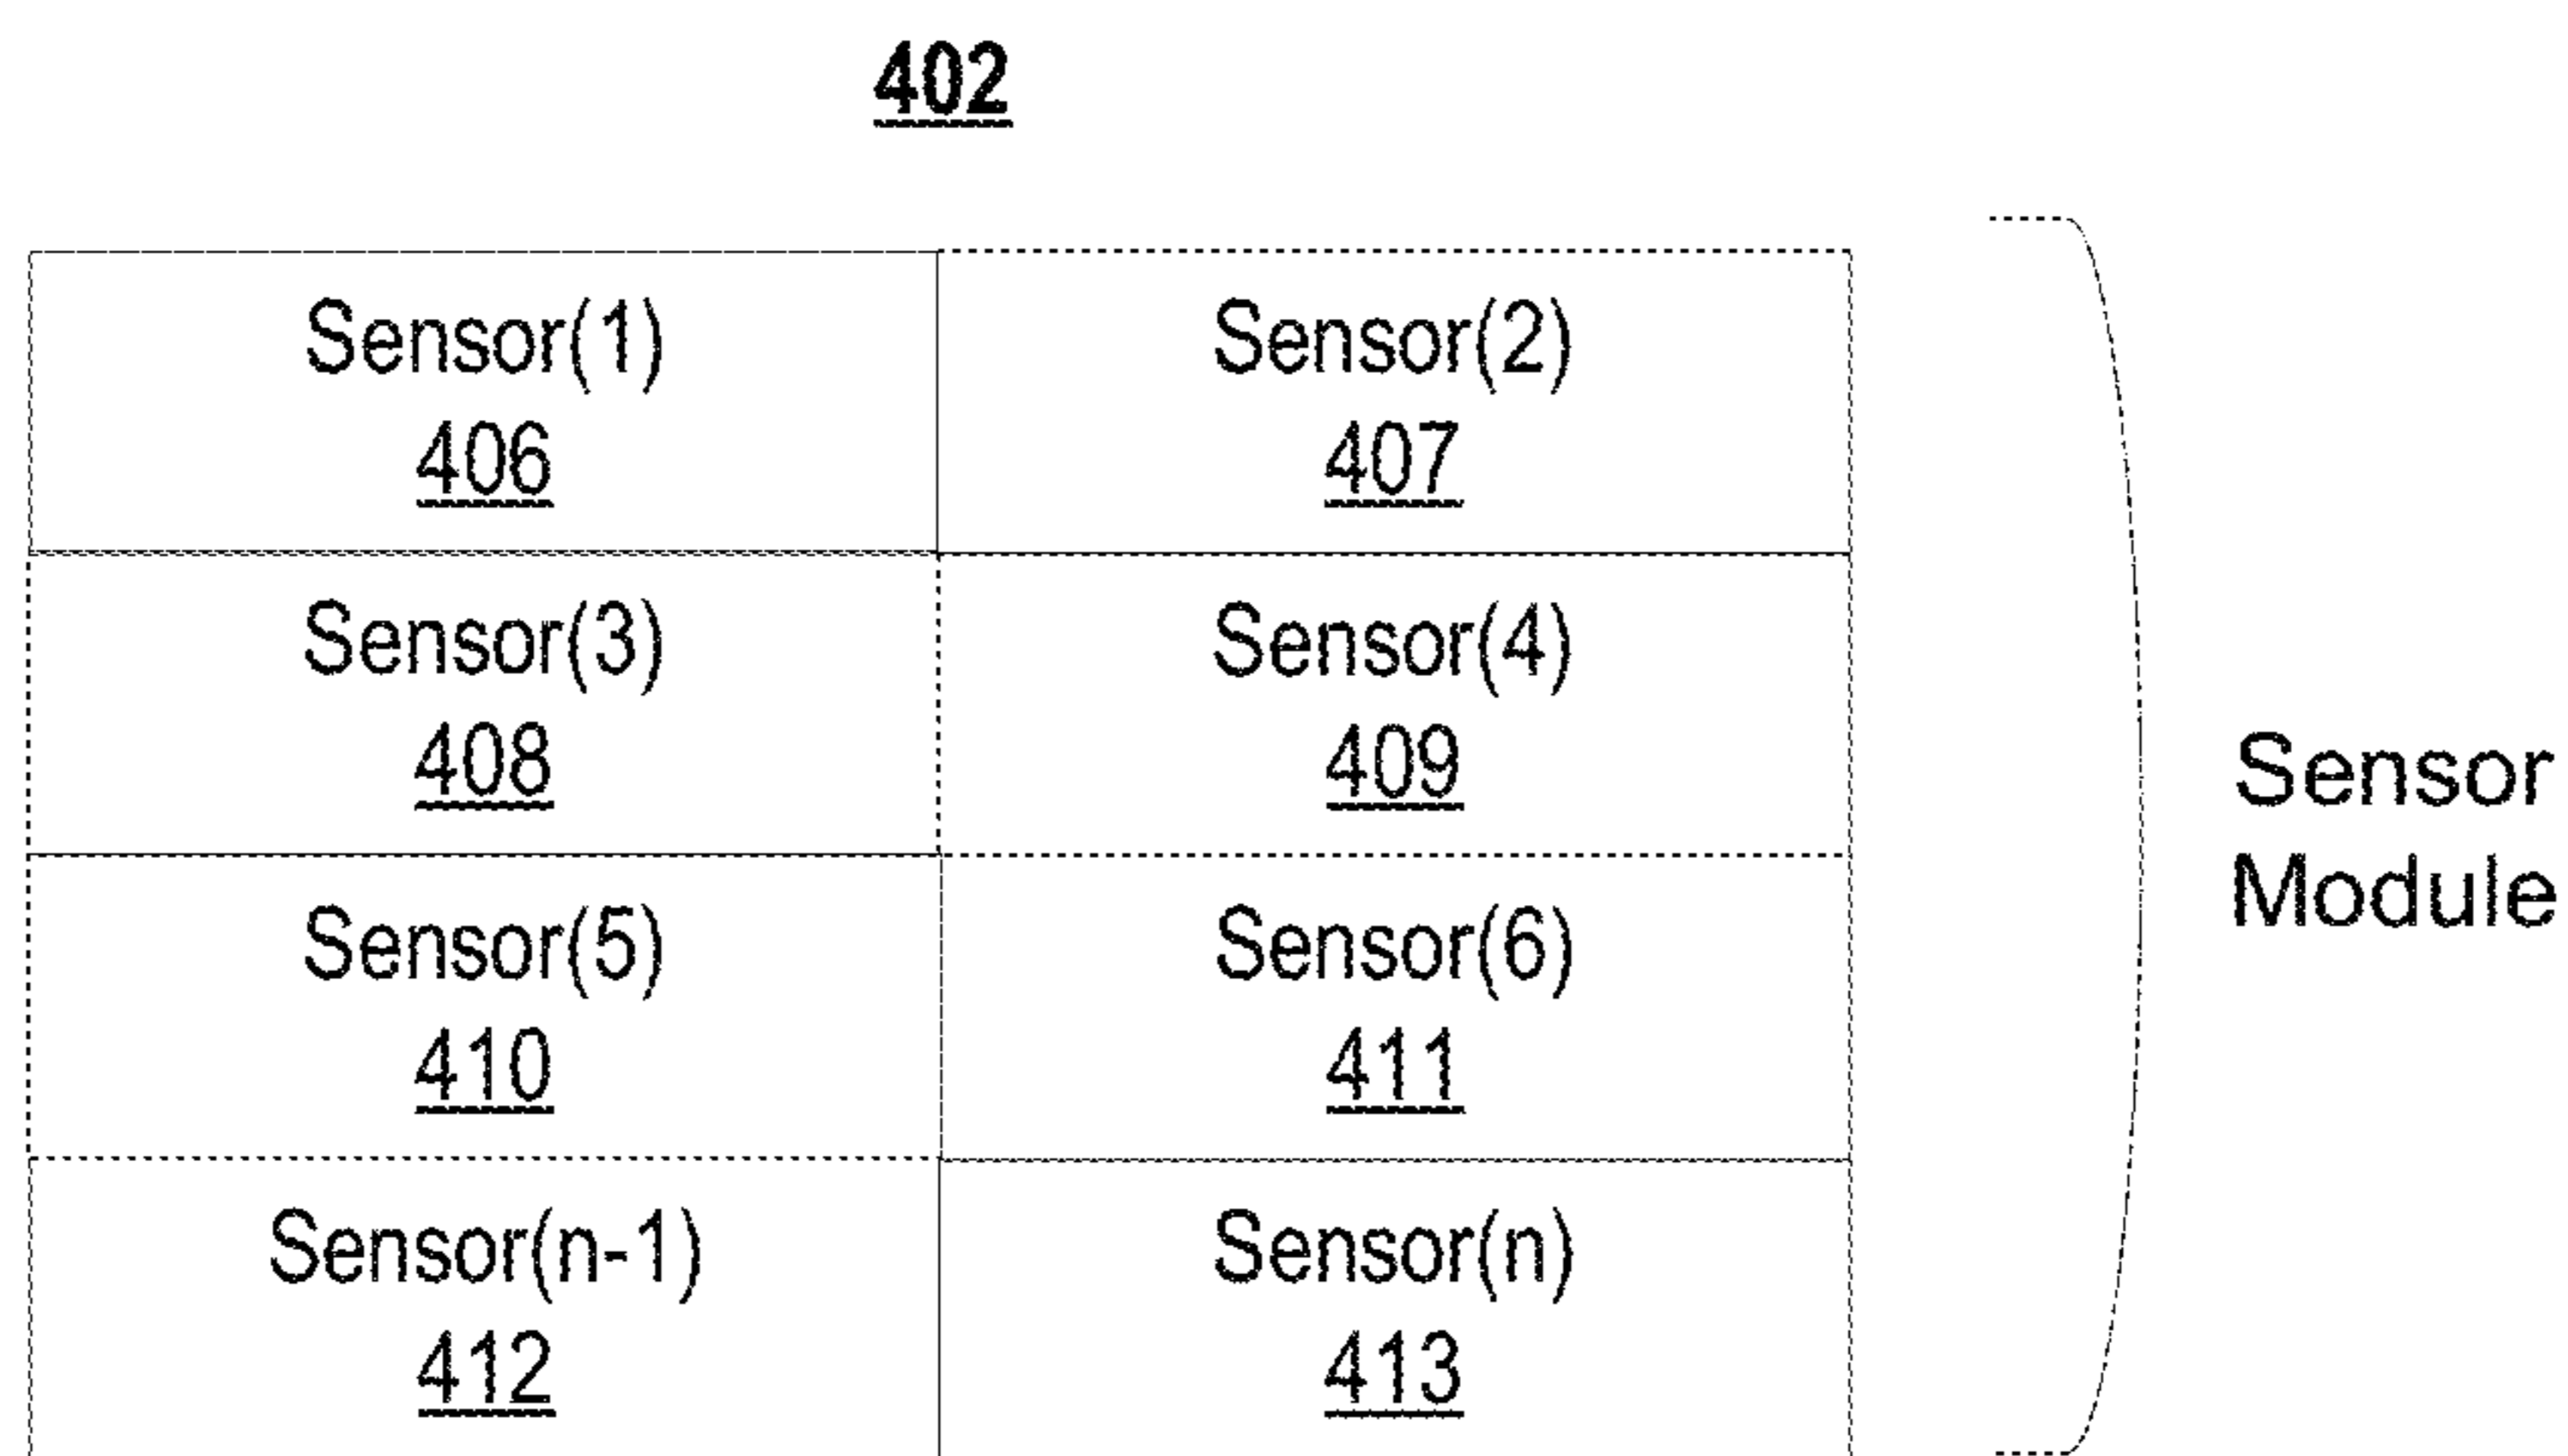 402
Sensor(1)
406
Sensor(2)
407
Sensor(3)
408
Sensor(4)
409
Sensor(5)
410
Sensor(6)
411
Sensor(n-1)
412
Sensor(n)
413
Sensor
Module